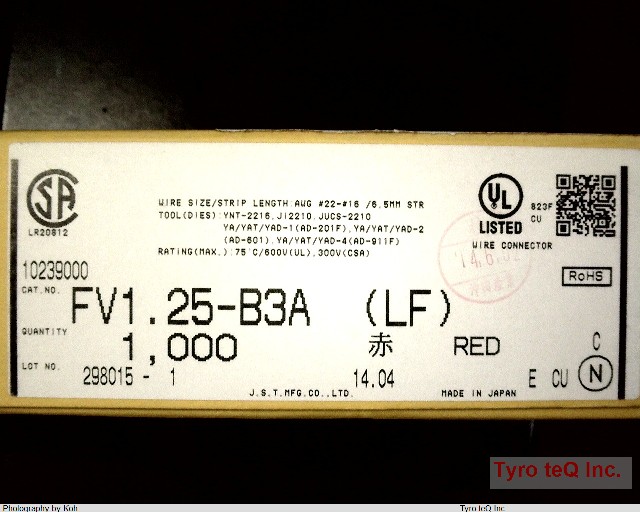 WIRE SIZE/STRIP LENGTH:AWG #22-#16 /6.5MM STR
TOOL(DIES):YNT-2216,J12210,JUCS-2210
YA/YAT/YAD-1(AD-201F),YA/YAT/YAD-2
(AD-601),YA/YAT/YAD-4(AD-911F)
RATING(MAX.):75°C/600V(UL),300V(CSA)
SA
LR20812
UL
LISTED
823F
CU
WIRE CONNECTOR
RoHS
10239000
CAT.NO.
FV1.25-B3A (LF)
QUANTITY
1,000
赤 RED
C
LOT NO.
298015 - 1
14.04
E CU N
J.S.T.MFG.CO.,LTD.
MADE IN JAPAN
Tyro teQ Inc.
Photography by Koh
Tyro teQ Inc